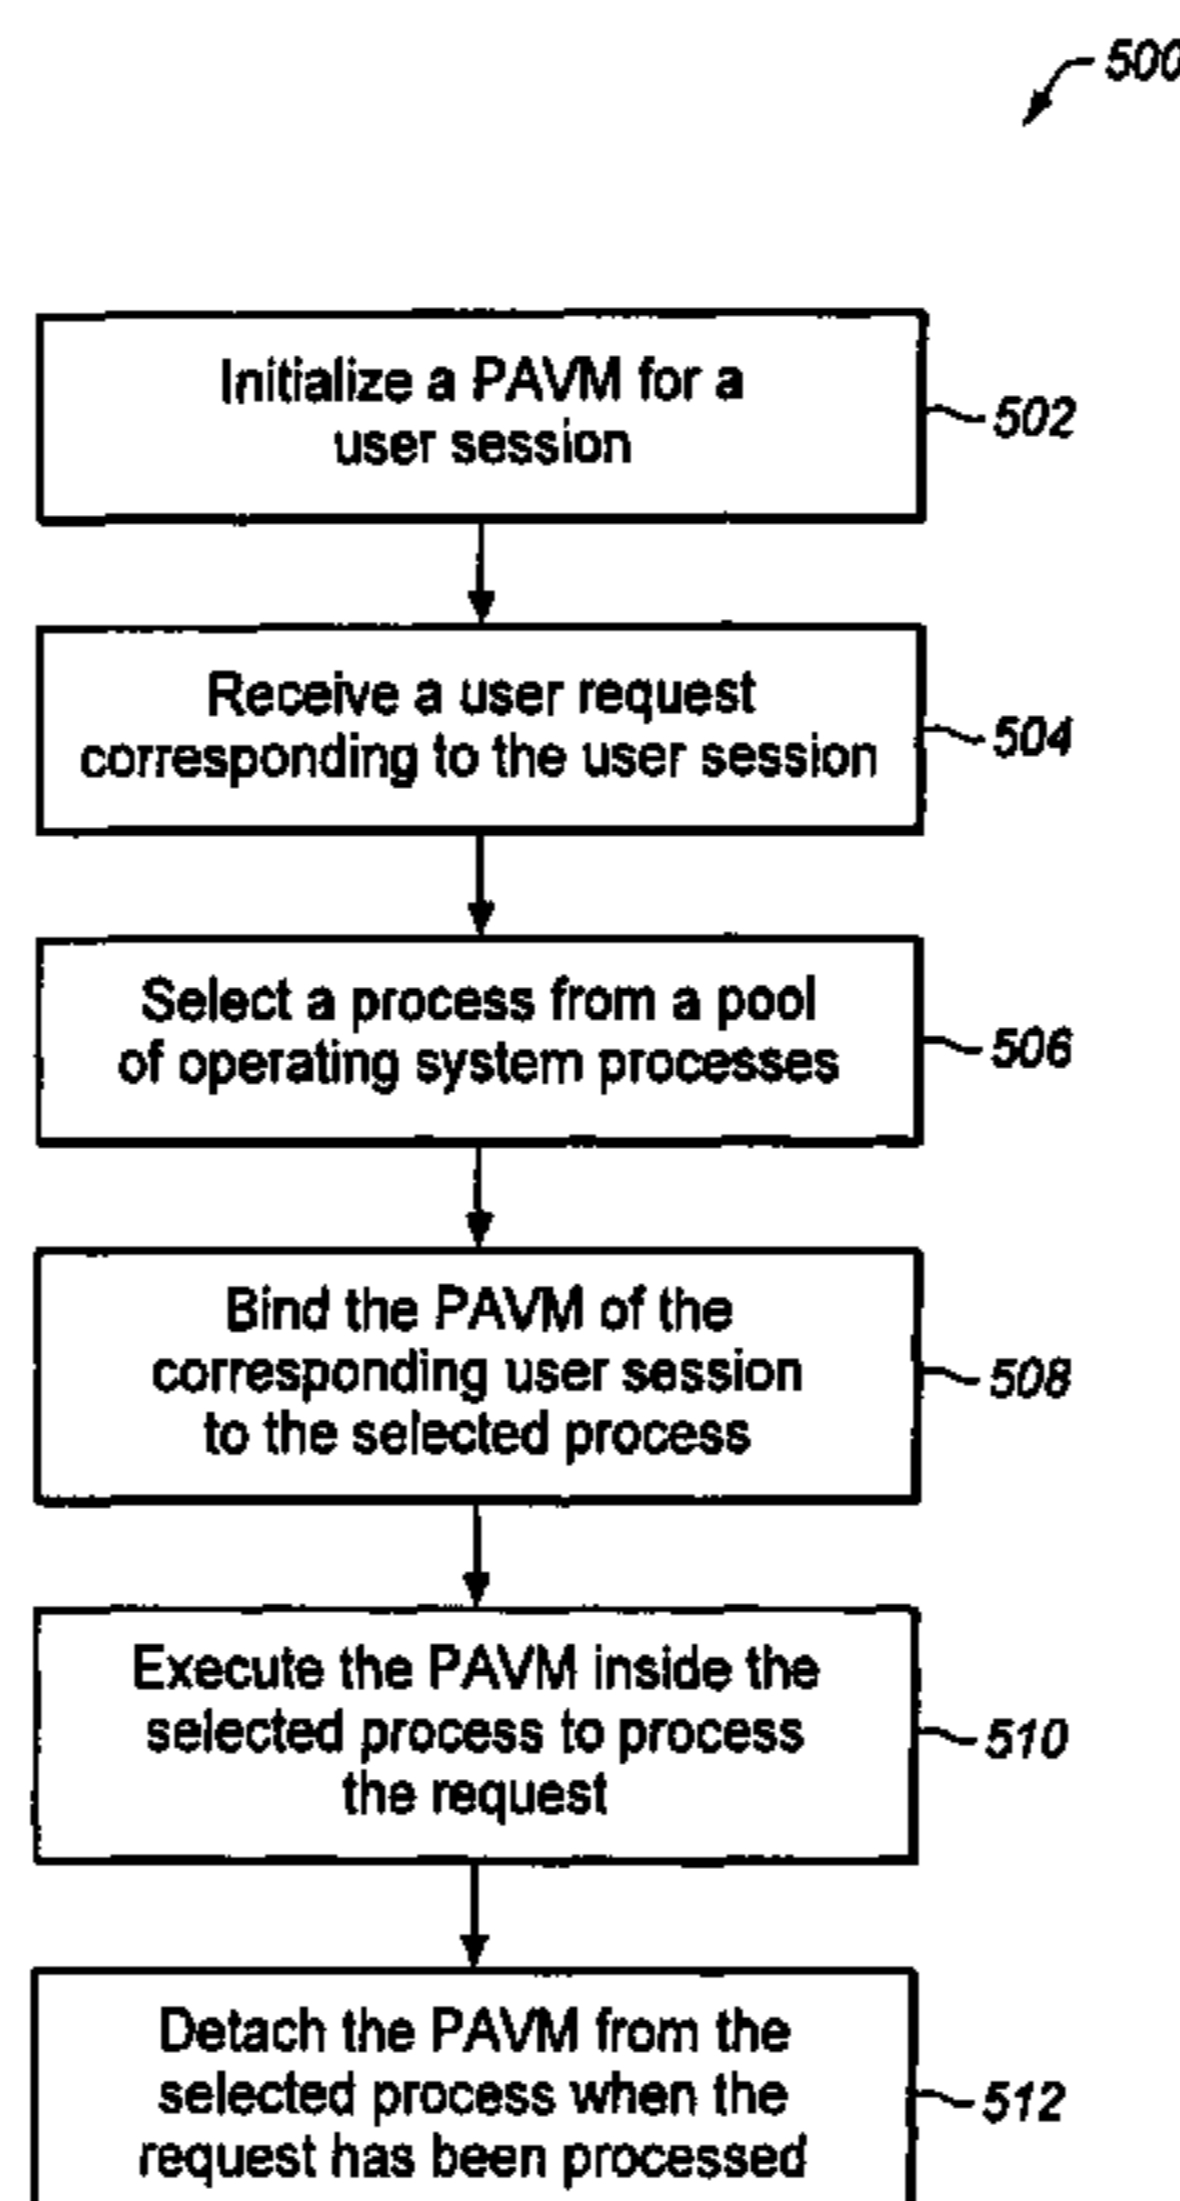 500
Initialize a PAVM for a
user session
502
Receive a user request
corresponding to the user session
504
Select a process from a pool
of operating system processes
506
Bind the PAVM of the
corresponding user session
to the selected process
508
Execute the PAVM inside the
selected process to process
the request
510
Detach the PAVM from the
selected process when the
request has been processed
512